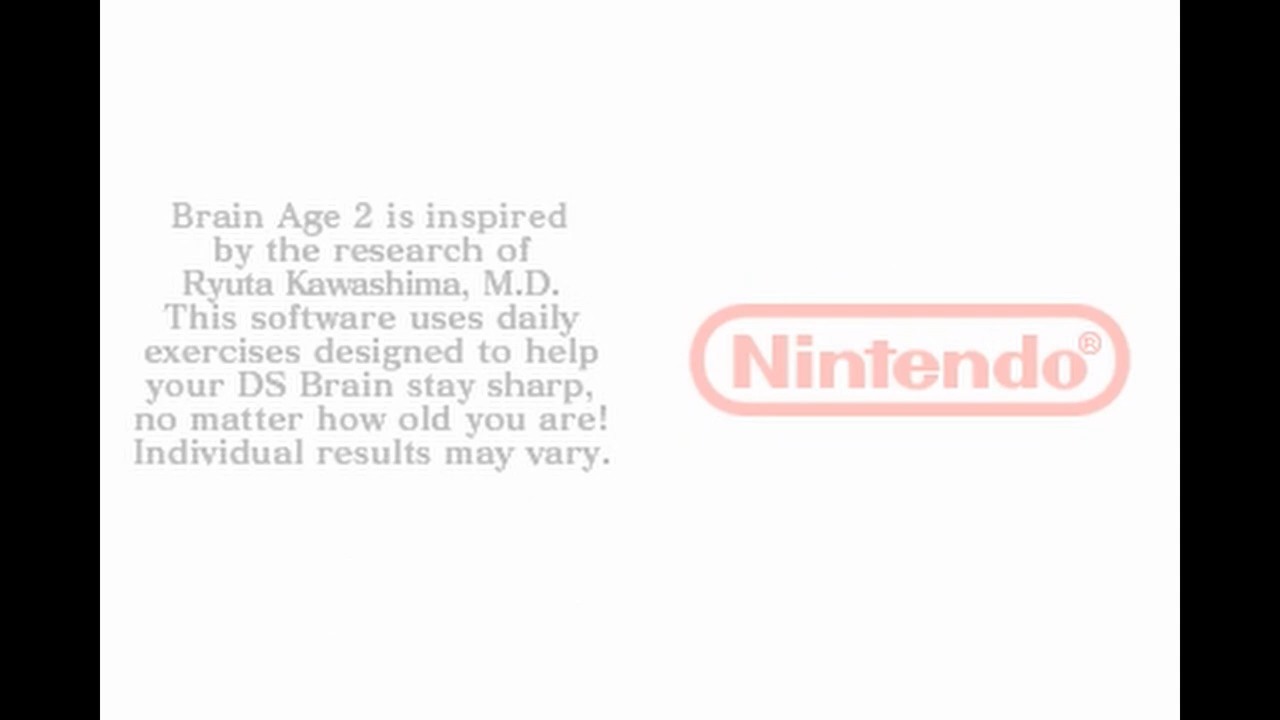 Brain Age 2 is inspired
by the research of
Ryuta Kawashima, M.D.
This software uses daily
exercises designed to help
your DS Brain stay sharp,
no matter how old you are!
Individual results may vary.
Nintendo®